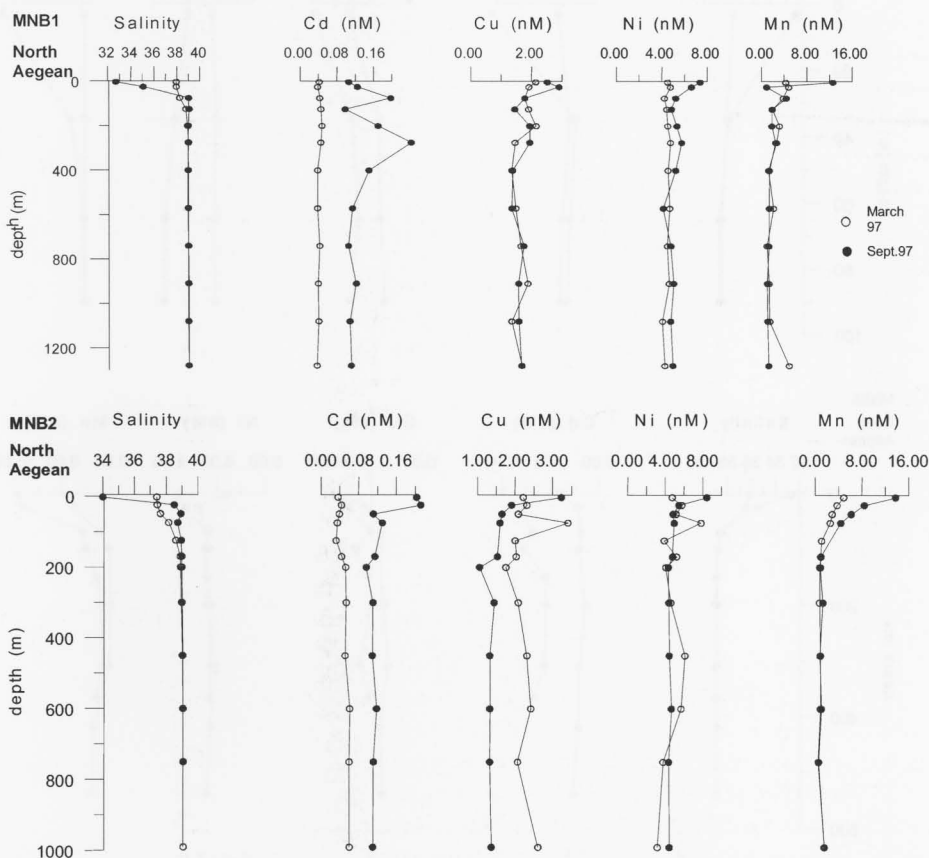 MNB1 Salinity Cd (nM) Cu (nM) Ni (nM) Mn (nM)
North
Aegean
32 34 36 38 40 0.00 0.08 0.16 0.00 2.00 0.00 4.00 8.00 0.00 16.00
0
400
800
1200
depth (m)
March
97
Sept.97
MNB2 Salinity Cd (nM) Cu (nM) Ni (nM) Mn (nM)
North
Aegean
34 36 38 40 0.00 0.08 0.16 1.00 2.00 3.00 0.00 4.00 8.00 0.00 8.00 16.00
0
200
400
600
800
1000
depth (m)